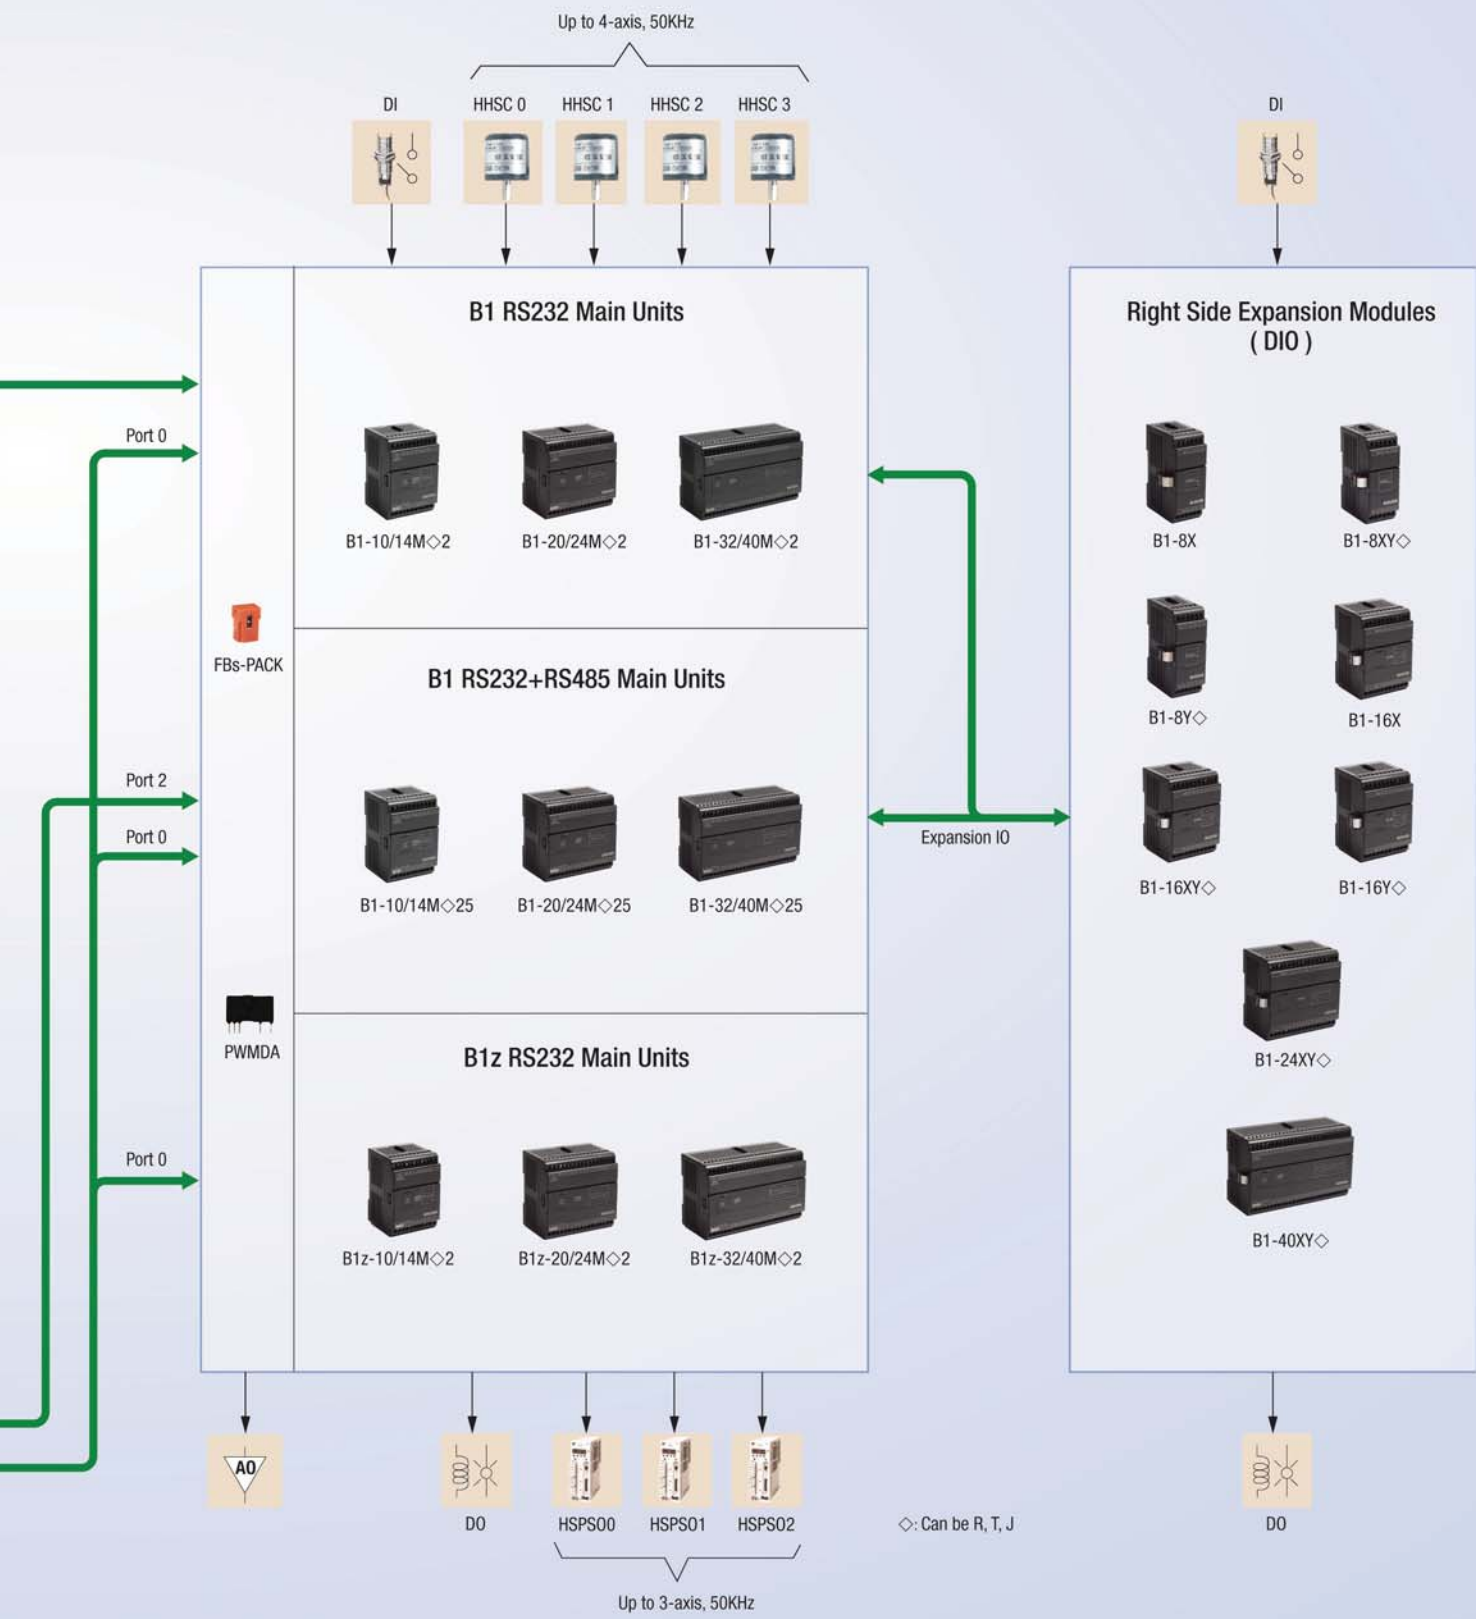 Up to 4-axis, 50KHz
DI
HHSC 0
HHSC 1
HHSC 2
HHSC 3
DI
B1 RS232 Main Units
Right Side Expansion Modules
( DIO )
Port 0
B1-10/14M◇2
B1-20/24M◇2
B1-32/40M◇2
B1-8X
B1-8XY◇
FBs-PACK
B1 RS232+RS485 Main Units
B1-8Y◇
B1-16X
Port 2
Port 0
Expansion IO
B1-10/14M◇25
B1-20/24M◇25
B1-32/40M◇25
B1-16XY◇
B1-16Y◇
PWMDA
B1z RS232 Main Units
B1-24XY◇
Port 0
B1z-10/14M◇2
B1z-20/24M◇2
B1z-32/40M◇2
B1-40XY◇
AO
DO
HSPSO0
HSPSO1
HSPSO2
◇: Can be R, T, J
DO
Up to 3-axis, 50KHz